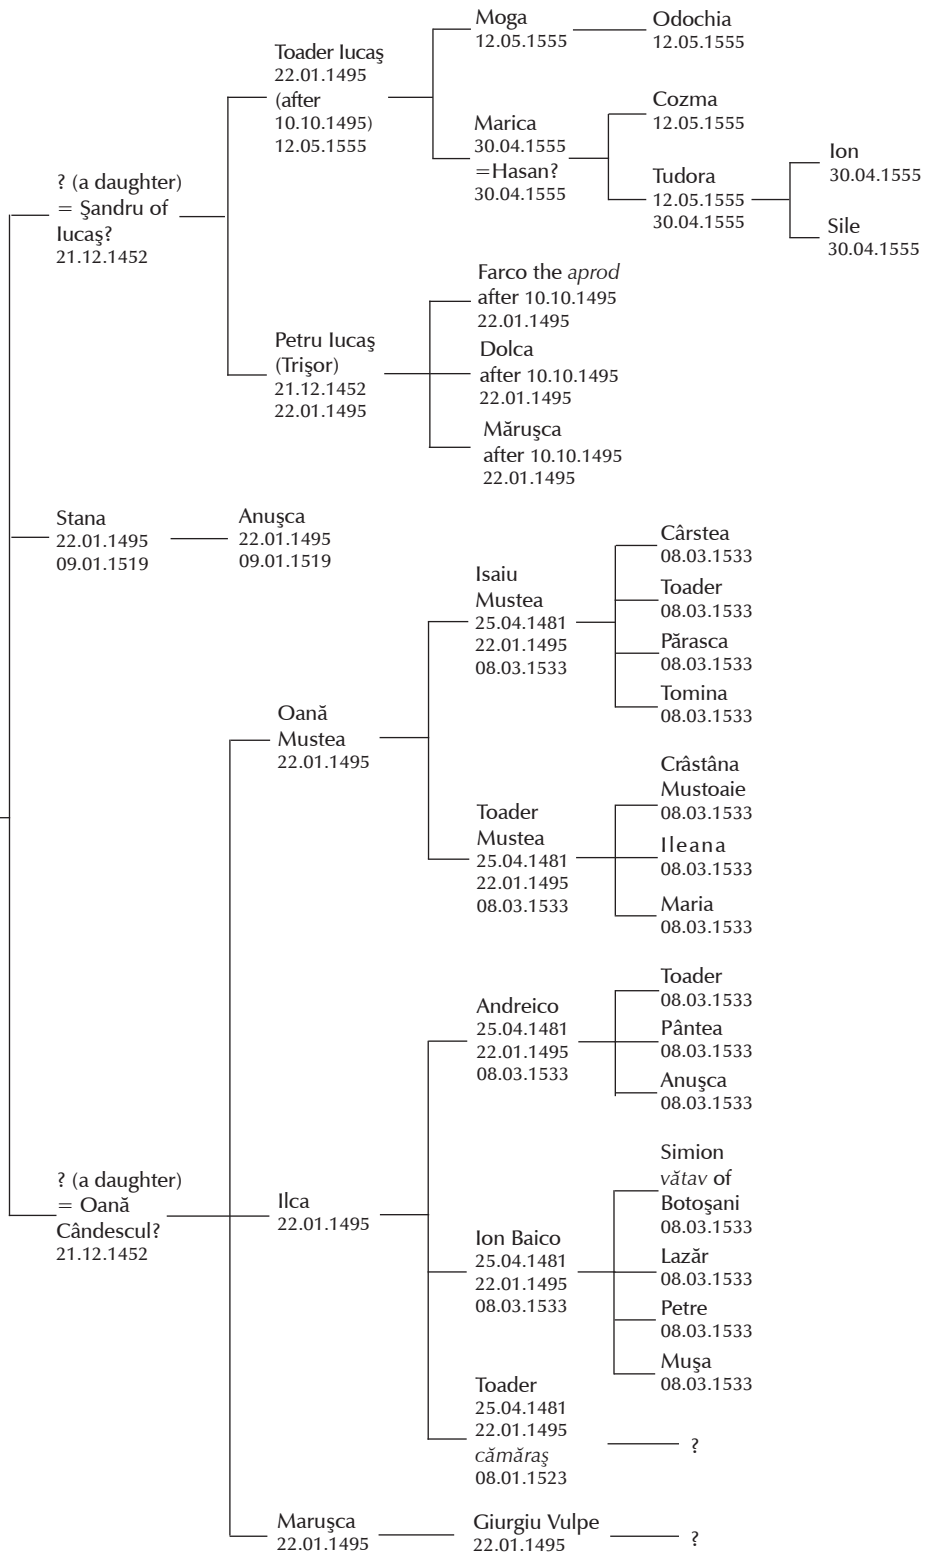 Moga
12.05.1555
Odochia
12.05.1555
Toader Iucaş
22.01.1495
(after
10.10.1495)
12.05.1555
Cozma
12.05.1555
Marica
30.04.1555
=Hasan?
30.04.1555
Ion
30.04.1555
Tudora
12.05.1555
30.04.1555
? (a daughter)
= Şandru of
Iucaş?
21.12.1452
Sile
30.04.1555
Farco the aprod
after 10.10.1495
22.01.1495
Petru Iucaş
(Trişor)
21.12.1452
22.01.1495
Dolca
after 10.10.1495
22.01.1495
Măruşca
after 10.10.1495
22.01.1495
Stana
22.01.1495
09.01.1519
Anuşca
22.01.1495
09.01.1519
Cârstea
08.03.1533
Isaiu
Mustea
25.04.1481
22.01.1495
08.03.1533
Toader
08.03.1533
Părasca
08.03.1533
Tomina
08.03.1533
Oană
Mustea
22.01.1495
Crâstâna
Mustoaie
08.03.1533
Toader
Mustea
25.04.1481
22.01.1495
08.03.1533
Ileana
08.03.1533
Maria
08.03.1533
Toader
08.03.1533
Andreico
25.04.1481
22.01.1495
08.03.1533
Pântea
08.03.1533
Anuşca
08.03.1533
? (a daughter)
= Oană
Cândescul?
21.12.1452
Ilca
22.01.1495
Simion
vătav of
Botoşani
08.03.1533
Ion Baico
25.04.1481
22.01.1495
08.03.1533
Lazăr
08.03.1533
Petre
08.03.1533
Muşa
08.03.1533
Toader
25.04.1481
22.01.1495
cămăraş
08.01.1523
?
Maruşca
22.01.1495
Giurgiu Vulpe
22.01.1495
?